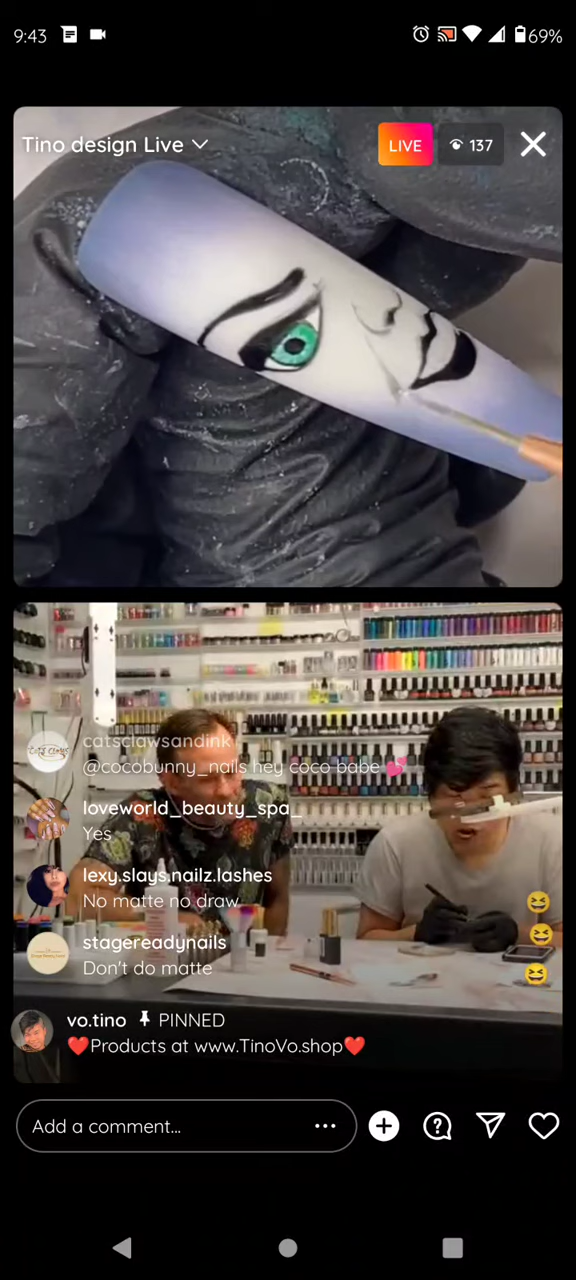 9:43
69%
Tino design Live
LIVE
137
catsclawsandink
@cocobunny_nails hey coco babe 💕
loveworld_beauty_spa_
Yes
lexy.slays.nailz.lashes
No matte no draw
stagereadynails
Don't do matte
vo.tino PINNED
❤️Products at www.TinoVo.shop❤️
Add a comment...